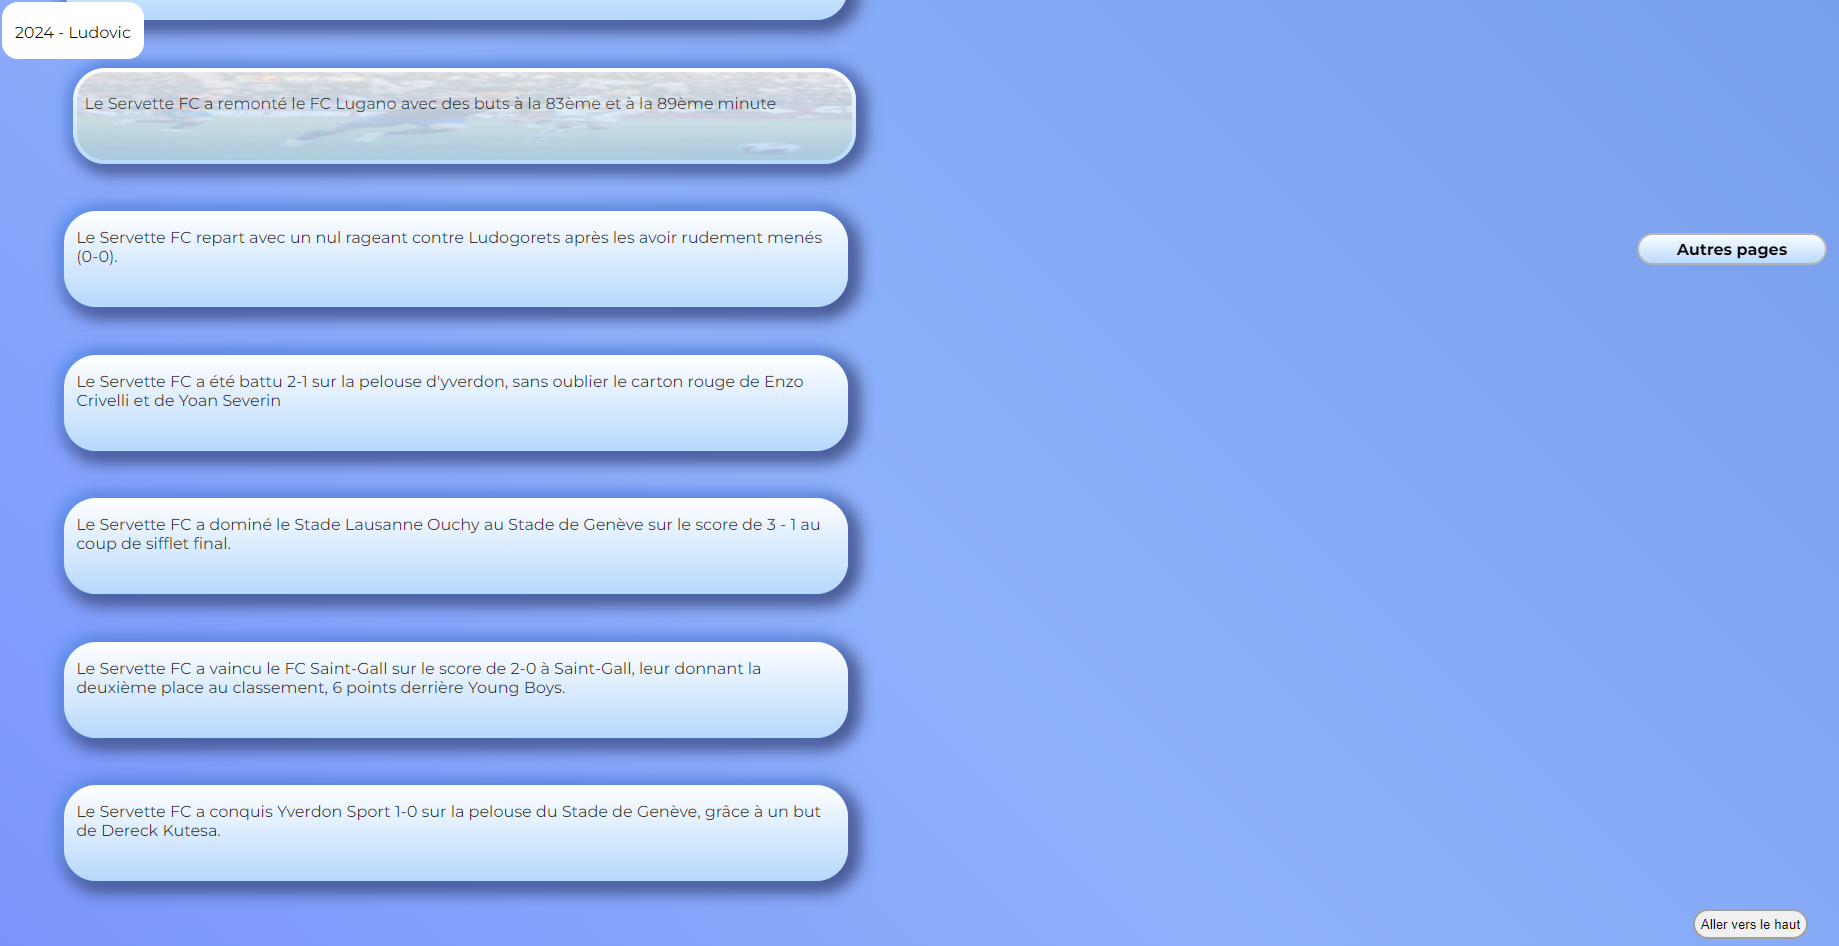 2024 - Ludovic
Le Servette FC a remonté le FC Lugano avec des buts à la 83ème et à la 89ème minute
Le Servette FC repart avec un nul rageant contre Ludogorets après les avoir rudement menés
(0-0).
Autres pages
Le Servette FC a été battu 2-1 sur la pelouse d'yverdon, sans oublier le carton rouge de Enzo
Crivelli et de Yoan Severin
Le Servette FC a dominé le Stade Lausanne Ouchy au Stade de Genève sur le score de 3 - 1 au
coup de sifflet final.
Le Servette FC a vaincu le FC Saint-Gall sur le score de 2-0 à Saint-Gall, leur donnant la
deuxième place au classement, 6 points derrière Young Boys.
Le Servette FC a conquis Yverdon Sport 1-0 sur la pelouse du Stade de Genève, grâce à un but
de Dereck Kutesa.
Aller vers le haut